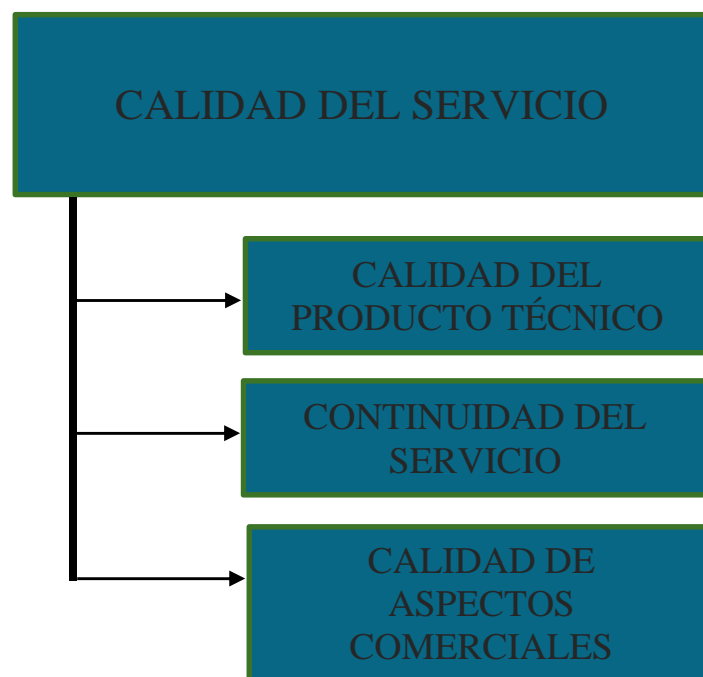 CALIDAD DEL SERVICIO
CALIDAD DEL
PRODUCTO TÉCNICO
CONTINUIDAD DEL
SERVICIO
CALIDAD DE
ASPECTOS
COMERCIALES